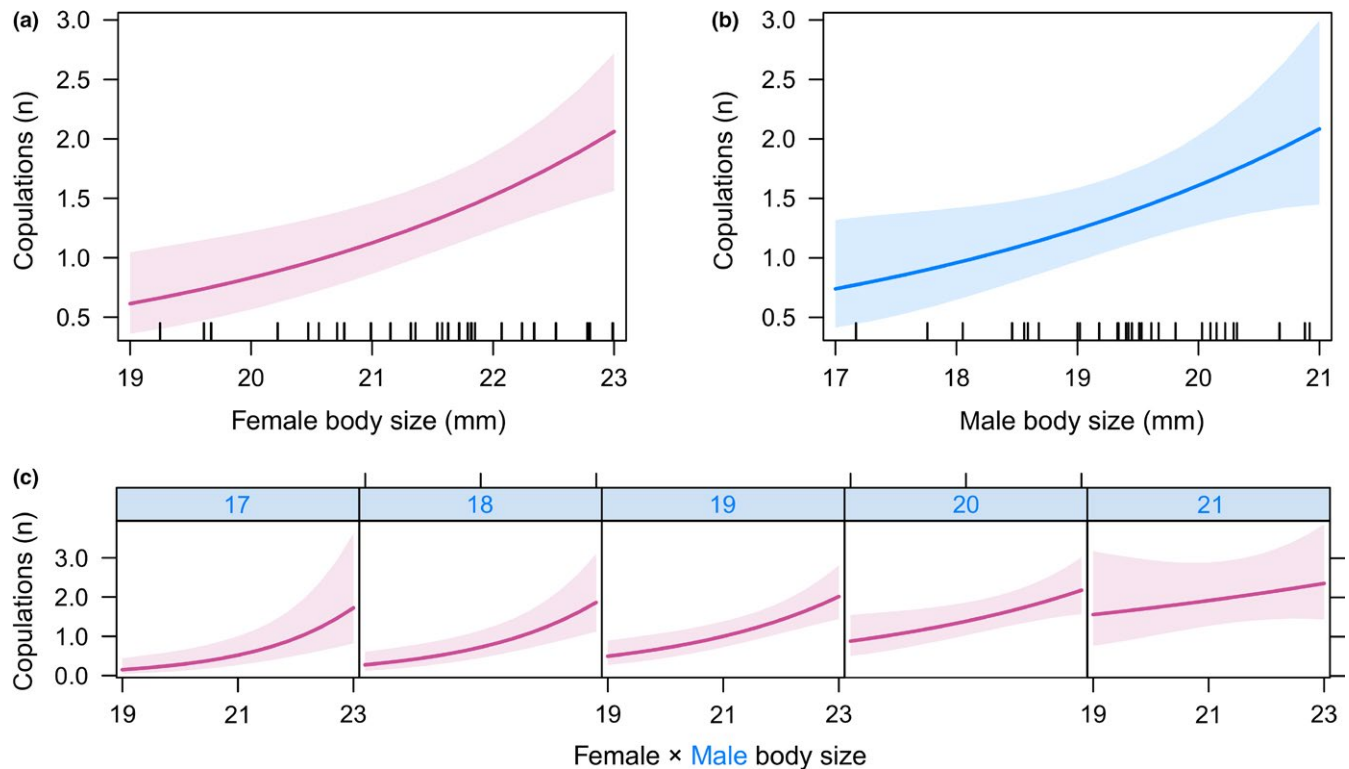 (a)
3.0
2.5
2.0
1.5
1.0
0.5
Copulations (n)
19 20 21 22 23
Female body size (mm)
(b)
3.0
2.5
2.0
1.5
1.0
0.5
Copulations (n)
17 18 19 20 21
Male body size (mm)
(c)
17 18 19 20 21
3.0
2.0
1.0
0.0
Copulations (n)
19 21 23 19 21 23 19 21 23
Female × Male body size